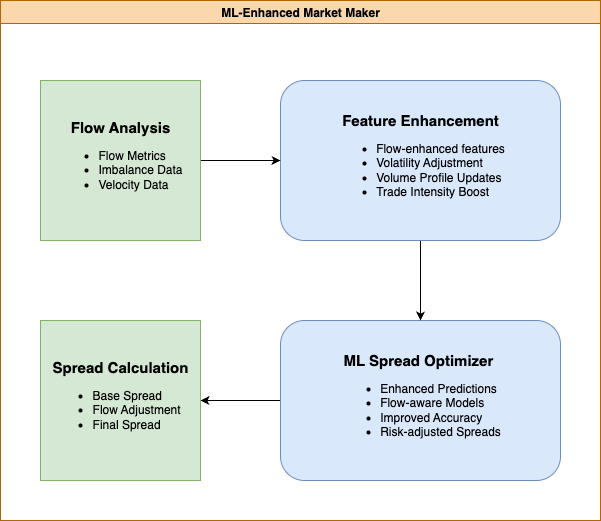 ML-Enhanced Market Maker
Flow Analysis
• Flow Metrics
• Imbalance Data
• Velocity Data
Feature Enhancement
• Flow-enhanced features
• Volatility Adjustment
• Volume Profile Updates
• Trade Intensity Boost
Spread Calculation
• Base Spread
• Flow Adjustment
• Final Spread
ML Spread Optimizer
• Enhanced Predictions
• Flow-aware Models
• Improved Accuracy
• Risk-adjusted Spreads